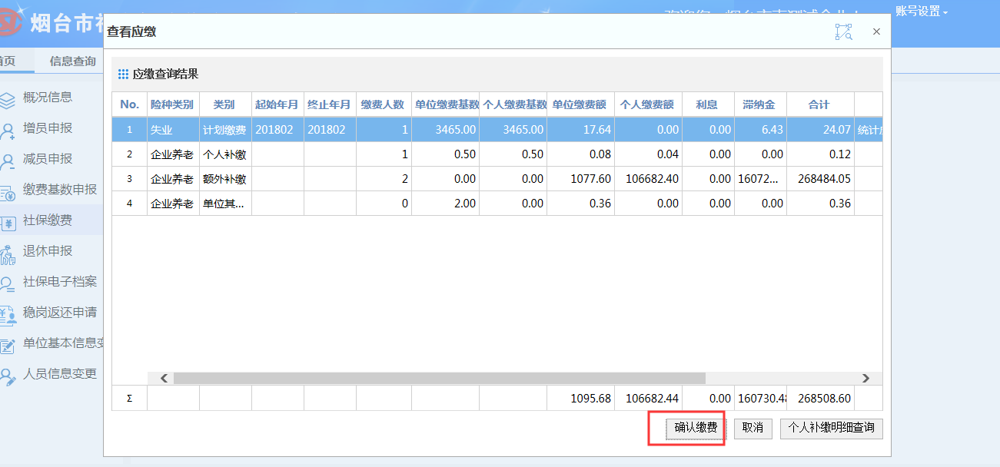 烟台市社
账号设置
首页 信息查询
概况信息
增员申报
减员申报
缴费基数申报
社保缴费
退休申报
社保电子档案
稳岗返还申请
单位基本信息变
人员信息变更
查看应缴
应缴查询结果
No. 险种类别 类别 起始年月 终止年月 缴费人数 单位缴费基数 个人缴费基数 单位缴费额 个人缴费额 利息 滞纳金 合计
1 失业 计划缴费 201802 201802 1 3465.00 3465.00 17.64 0.00 0.00 6.43 24.07 统计
2 企业养老 个人补缴 1 0.50 0.50 0.08 0.04 0.00 0.00 0.12
3 企业养老 额外补缴 2 0.00 0.00 1077.60 106682.40 0.00 16072... 268484.05
4 企业养老 单位其... 0 2.00 0.00 0.36 0.00 0.00 0.00 0.36
Σ 1095.68 106682.44 0.00 160730.48 268508.60
确认缴费 取消 个人补缴明细查询